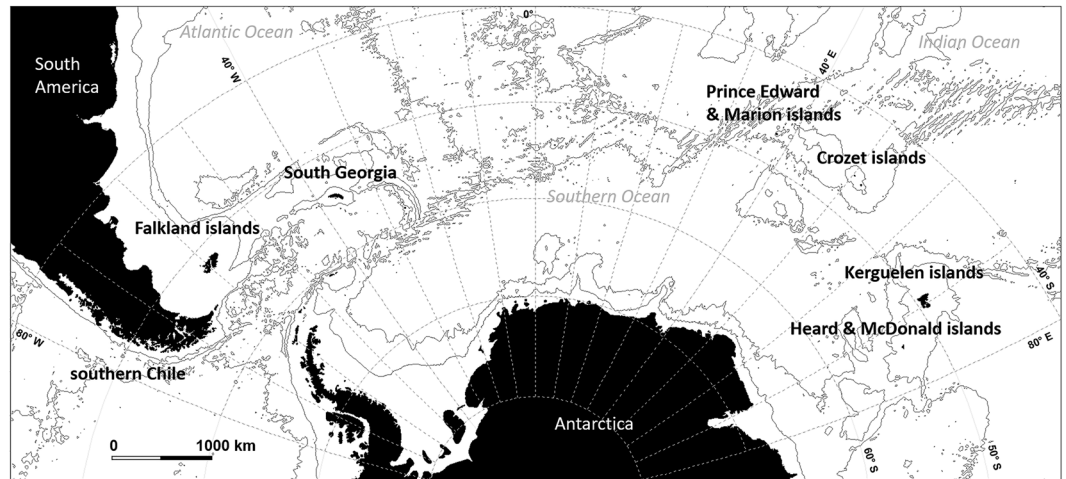 0°
Atlantic Ocean
Indian Ocean
40° W
40° E
South
America
Prince Edward
& Marion islands
Crozet islands
South Georgia
Southern Ocean
Falkland islands
Kerguelen islands
40° S
Heard & McDonald islands
80° W
80° E
southern Chile
Antarctica
0 1000 km
60° S
50° S